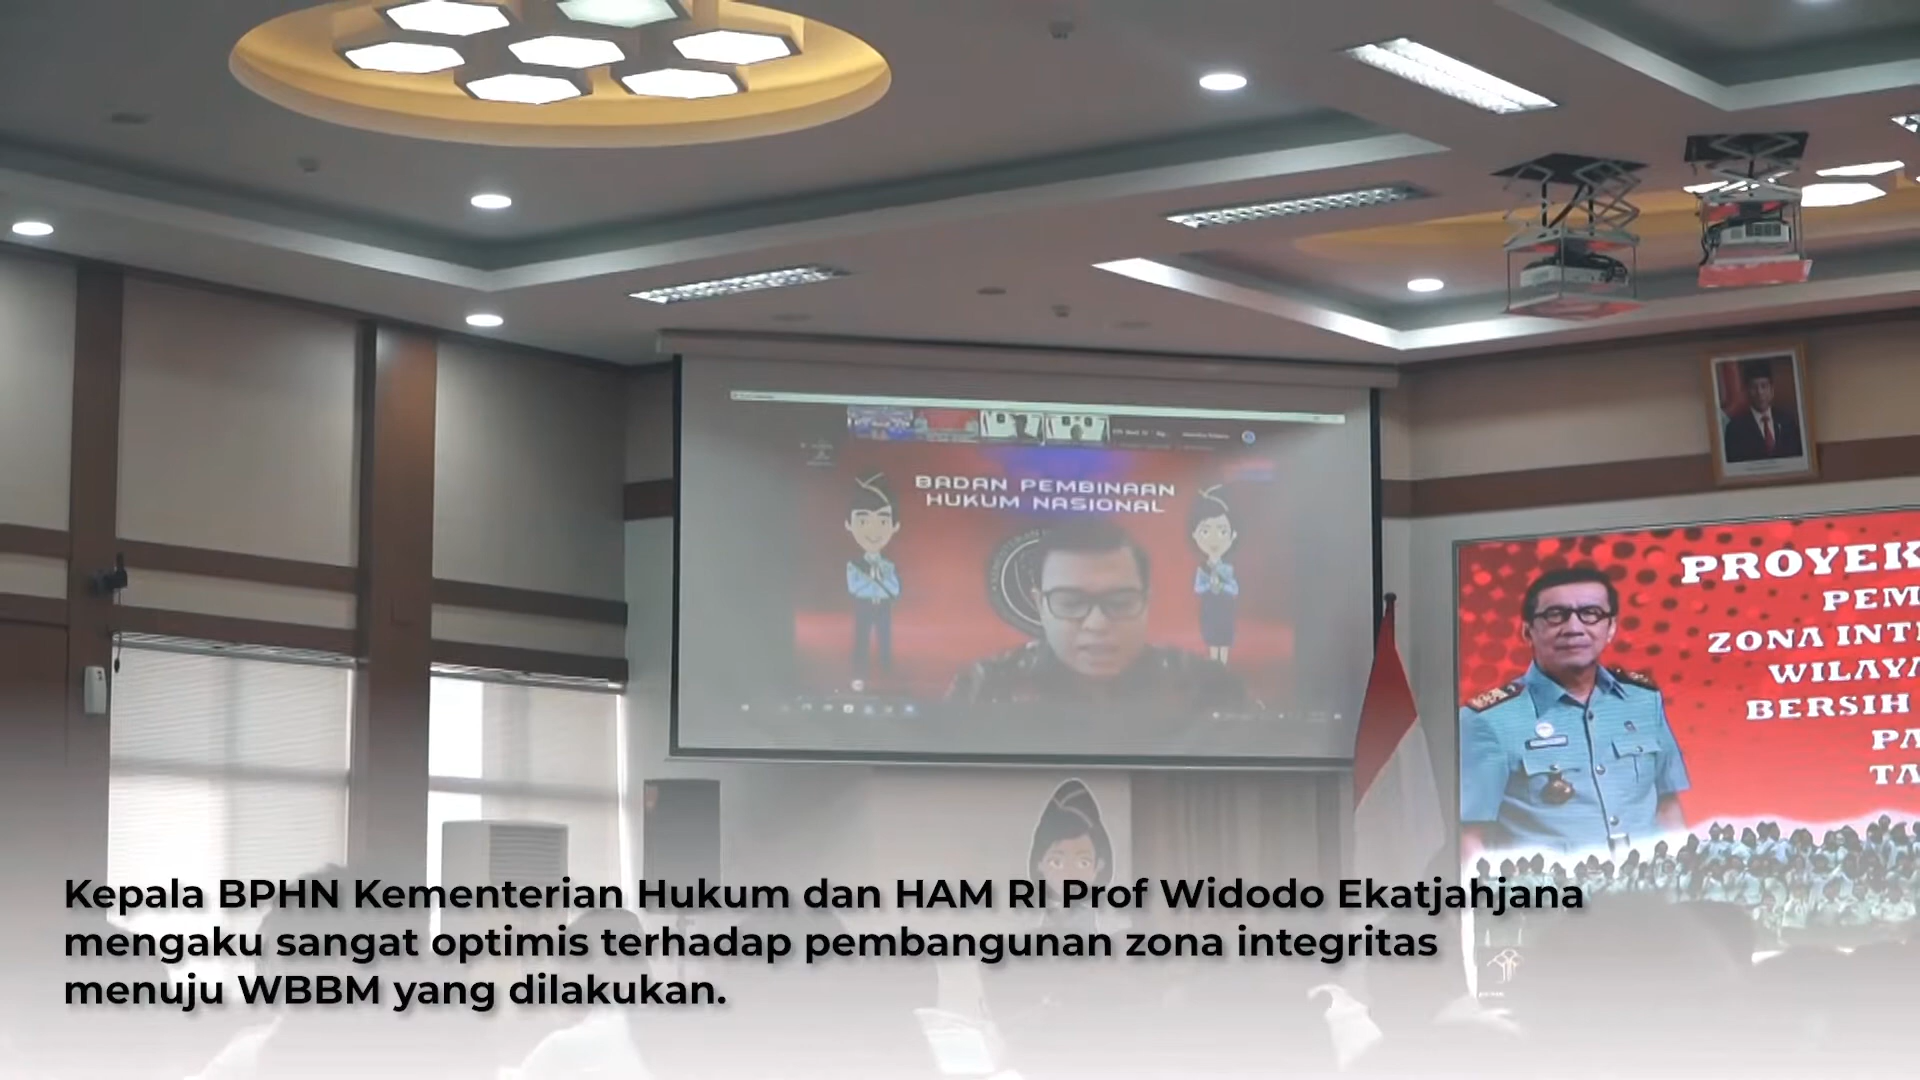 BADAN PEMBINAAN
HUKUM NASIONAL
PROYEK
PEM
ZONA INT
WILAYA
BERSIH
PA
TA
Kepala BPHN Kementerian Hukum dan HAM RI Prof Widodo Ekatjahjana
mengaku sangat optimis terhadap pembangunan zona integritas
menuju WBBM yang dilakukan.